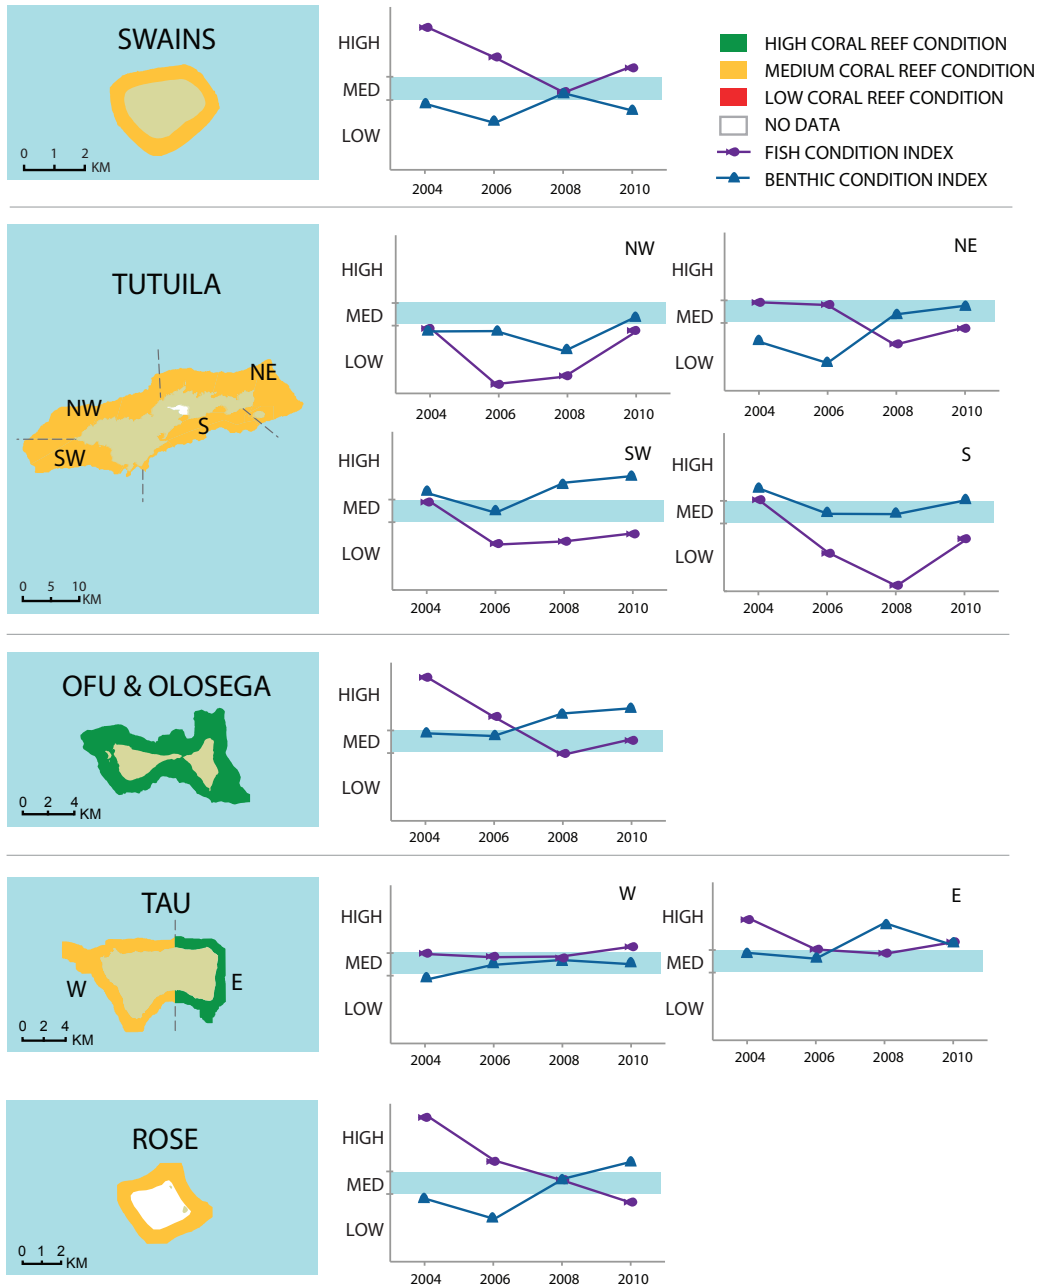 SWAINS
0 1 2
KM
HIGH
MED
LOW
2004 2006 2008 2010
HIGH CORAL REEF CONDITION
MEDIUM CORAL REEF CONDITION
LOW CORAL REEF CONDITION
NO DATA
FISH CONDITION INDEX
BENTHIC CONDITION INDEX
TUTUILA
NW
NE
S
SW
0 5 10
KM
NW
HIGH
MED
LOW
2004 2006 2008 2010
NE
HIGH
MED
LOW
2004 2006 2008 2010
SW
HIGH
MED
LOW
2004 2006 2008 2010
S
HIGH
MED
LOW
2004 2006 2008 2010
OFU & OLOSEGA
0 2 4
KM
HIGH
MED
LOW
2004 2006 2008 2010
TAU
W
E
0 2 4
KM
W
HIGH
MED
LOW
2004 2006 2008 2010
E
HIGH
MED
LOW
2004 2006 2008 2010
ROSE
0 1 2
KM
HIGH
MED
LOW
2004 2006 2008 2010